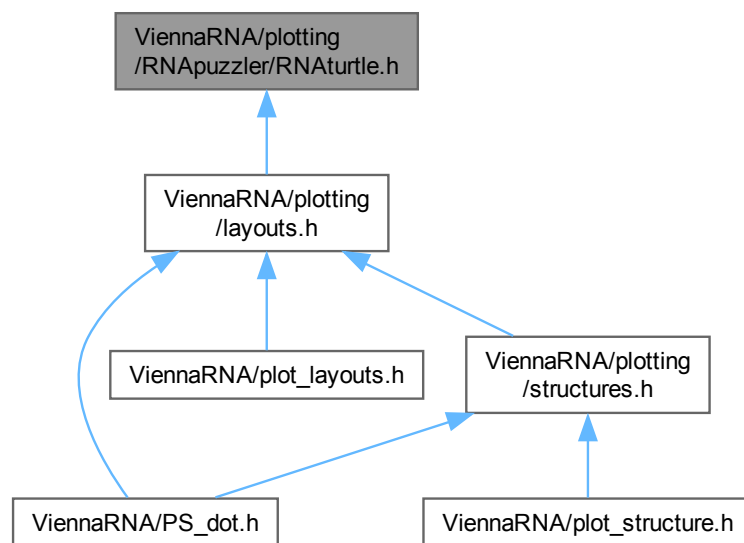 ViennaRNA/plotting
/RNApuzzler/RNAturtle.h
ViennaRNA/plotting
/layouts.h
ViennaRNA/plot_layouts.h
ViennaRNA/plotting
/structures.h
ViennaRNA/PS_dot.h
ViennaRNA/plot_structure.h